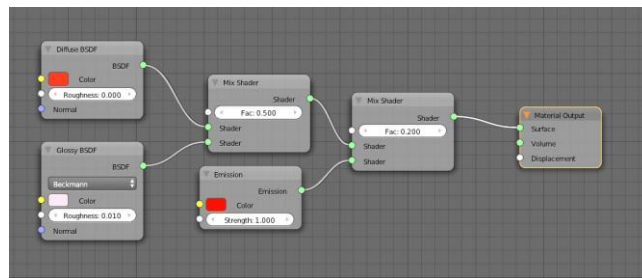 Diffuse BSDF
BSDF
Color
Roughness: 0.000
Normal
Glossy BSDF
BSDF
Beckmann
Color
Roughness: 0.010
Normal
Mix Shader
Shader
Fac: 0.500
Shader
Shader
Emission
Emission
Color
Strength: 1.000
Mix Shader
Shader
Fac: 0.200
Shader
Shader
Material Output
Surface
Volume
Displacement